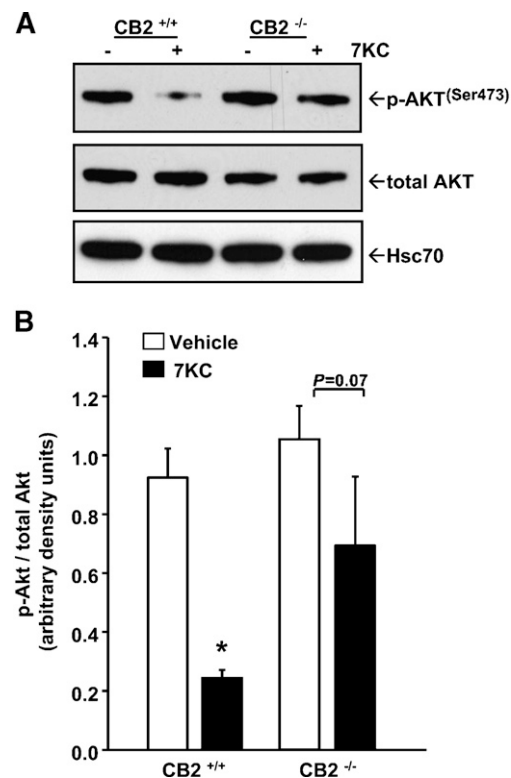 A
CB2 +/+ CB2 -/-
- + - + 7KC
←p-AKT(Ser473)
←total AKT
←Hsc70
B
1.4
1.2
1.0
0.8
0.6
0.4
0.2
0.0
p-Akt / total Akt
(arbitrary density units)
Vehicle
7KC
P=0.07
*
CB2 +/+ CB2 -/-